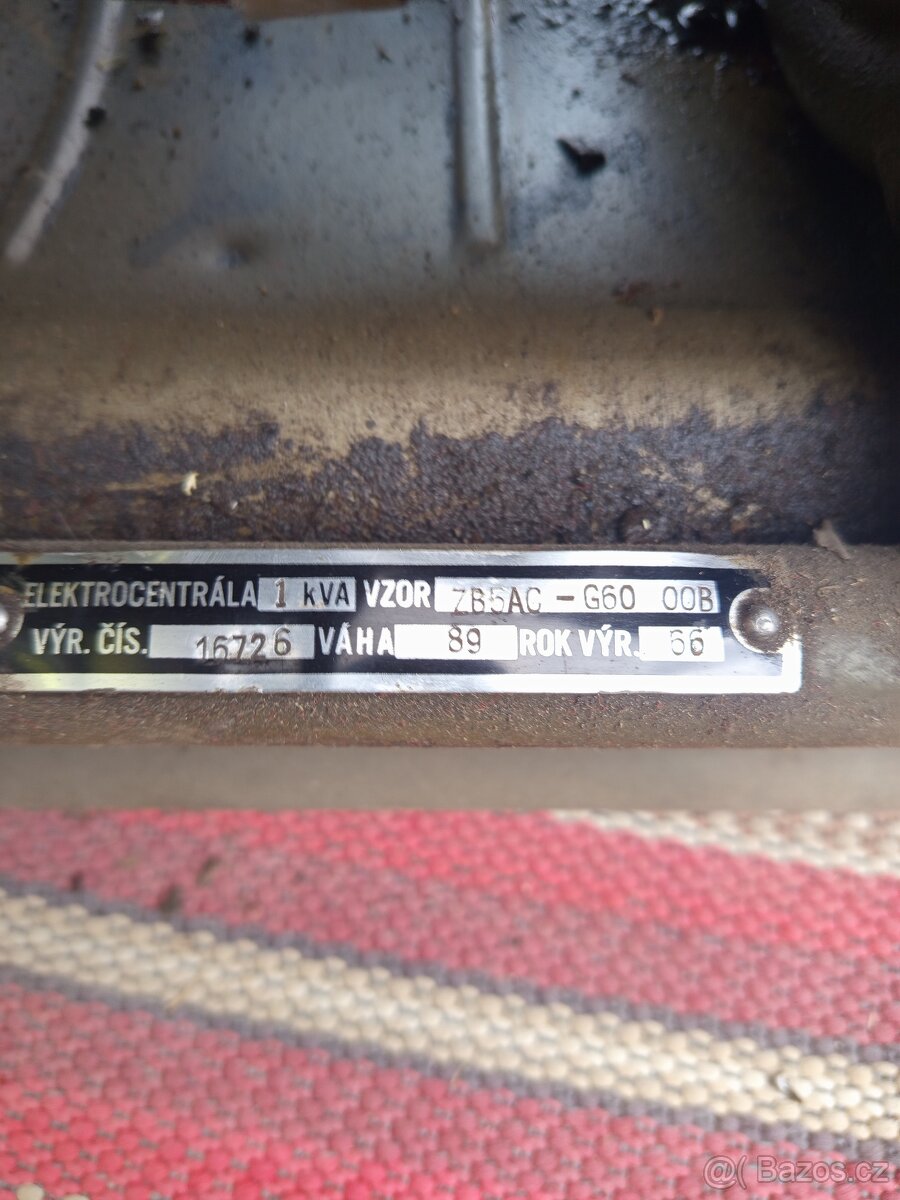 ELEKTROCENTRÁLA 1 kVA VZOR ZB5AC - G60 00B
VÝR. ČÍS. 16726 VÁHA 89 ROK VÝR. 66
@( Bazos.cz